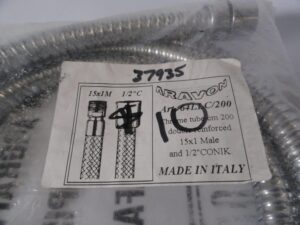 37935
15x1M 1/2"C
ARAVON
$10
Chrome tube cm 200
double reinforced
15x1 Male
and 1/2"CONIK
MADE IN ITALY